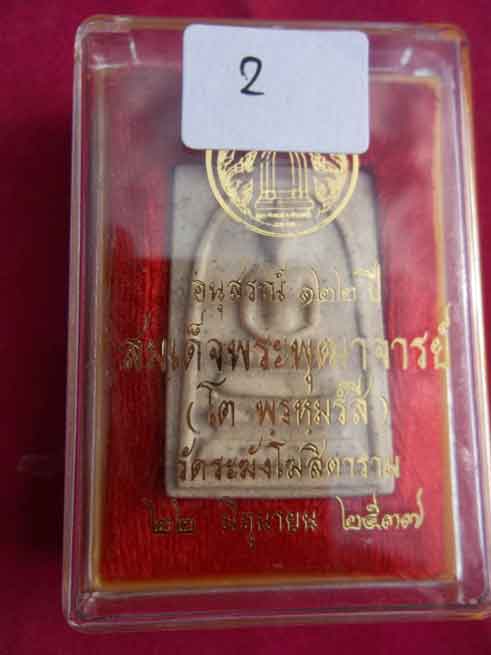 2
อนุสรณ์ ๑๒๒ ปี
สมเด็จพระพุฒาจารย์
(โต พรหมรังสี)
วัดระฆังโฆสิตาราม
๒๒ มิถุนายน ๒๕๓๗